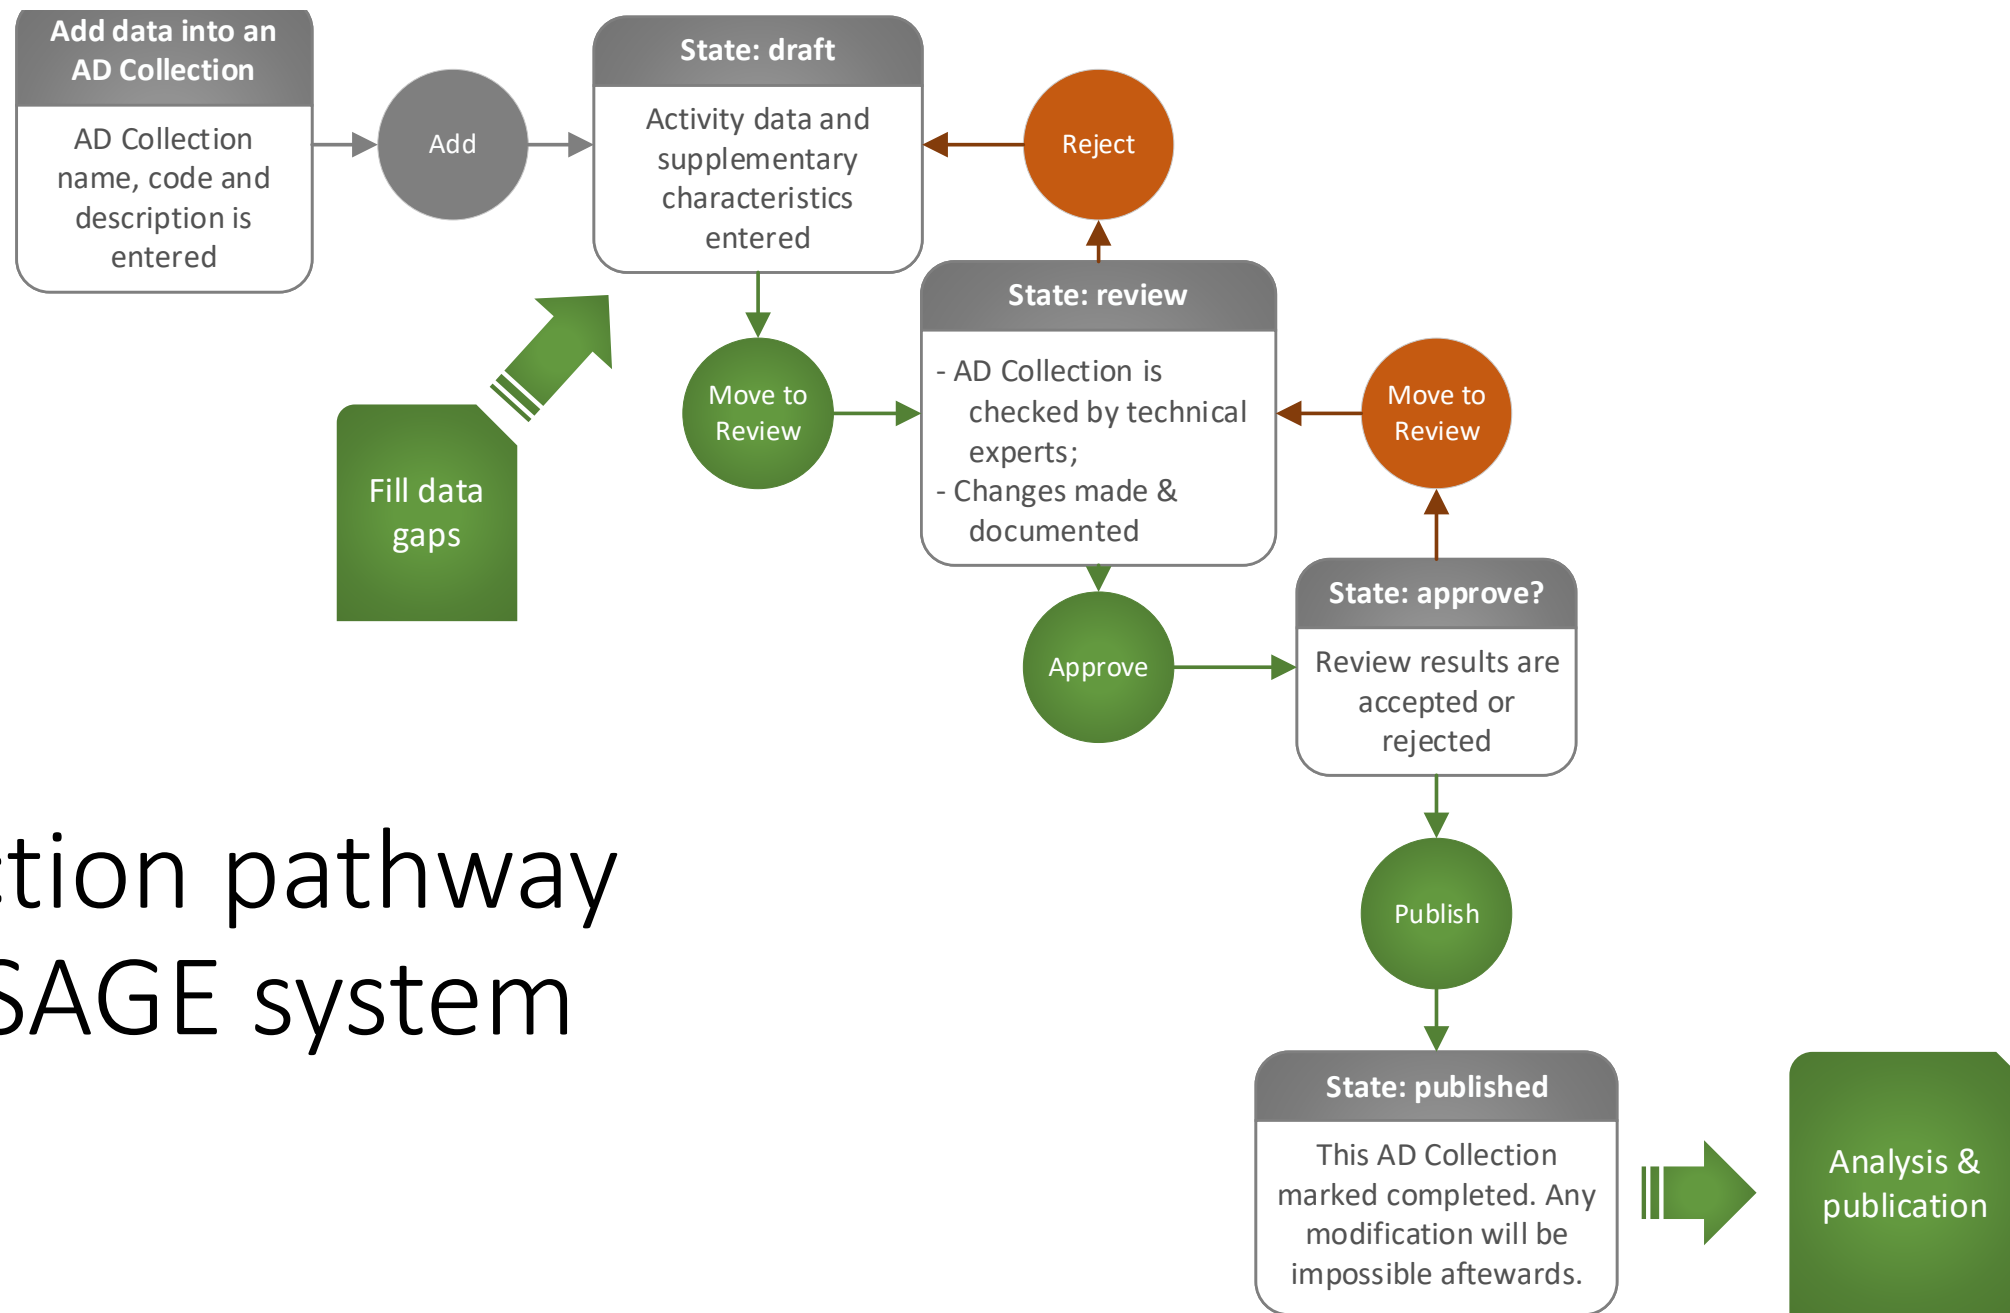 Add data into an
AD Collection
AD Collection
name, code and
description is
entered
Add
State: draft
Activity data and
supplementary
characteristics
entered
Reject
State: review
- AD Collection is
checked by technical
experts;
- Changes made &
documented
Move to
Review
Move to
Review
Fill data
gaps
Approve
State: approve?
Review results are
accepted or
rejected
Publish
ction pathway
SAGE system
State: published
This AD Collection
marked completed. Any
modification will be
impossible aftewards.
Analysis &
publication